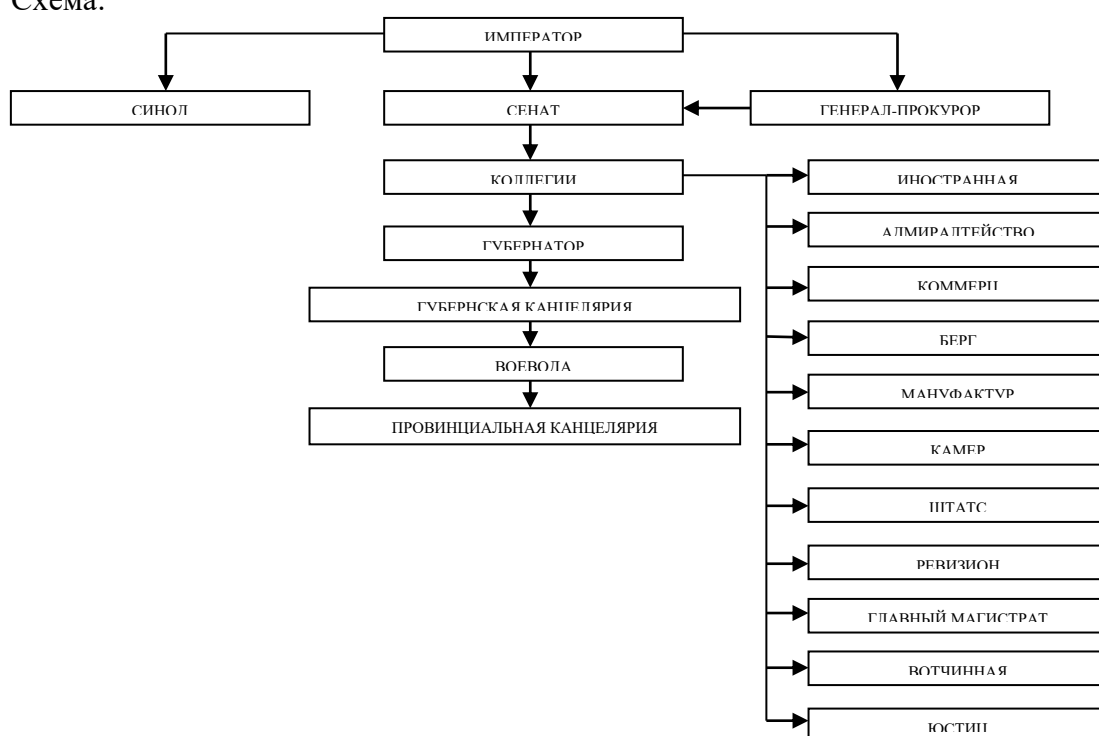 Схема:
ИМПЕРАТОР
СИНОД
СЕНАТ
ГЕНЕРАЛ-ПРОКУРОР
КОЛЛЕГИИ
ИНОСТРАННАЯ
ГУБЕРНАТОР
АДМИРАЛТЕЙСТВО
ГУБЕРНСКАЯ КАНЦЕЛЯРИЯ
КОММЕРЦ
БЕРГ
ВОЕВОДА
МАНУФАКТУР
ПРОВИНЦИАЛЬНАЯ КАНЦЕЛЯРИЯ
КАМЕР
ШТАТС
РЕВИЗИОН
ГЛАВНЫЙ МАГИСТРАТ
ВОТЧИННАЯ
ЮСТИЦ